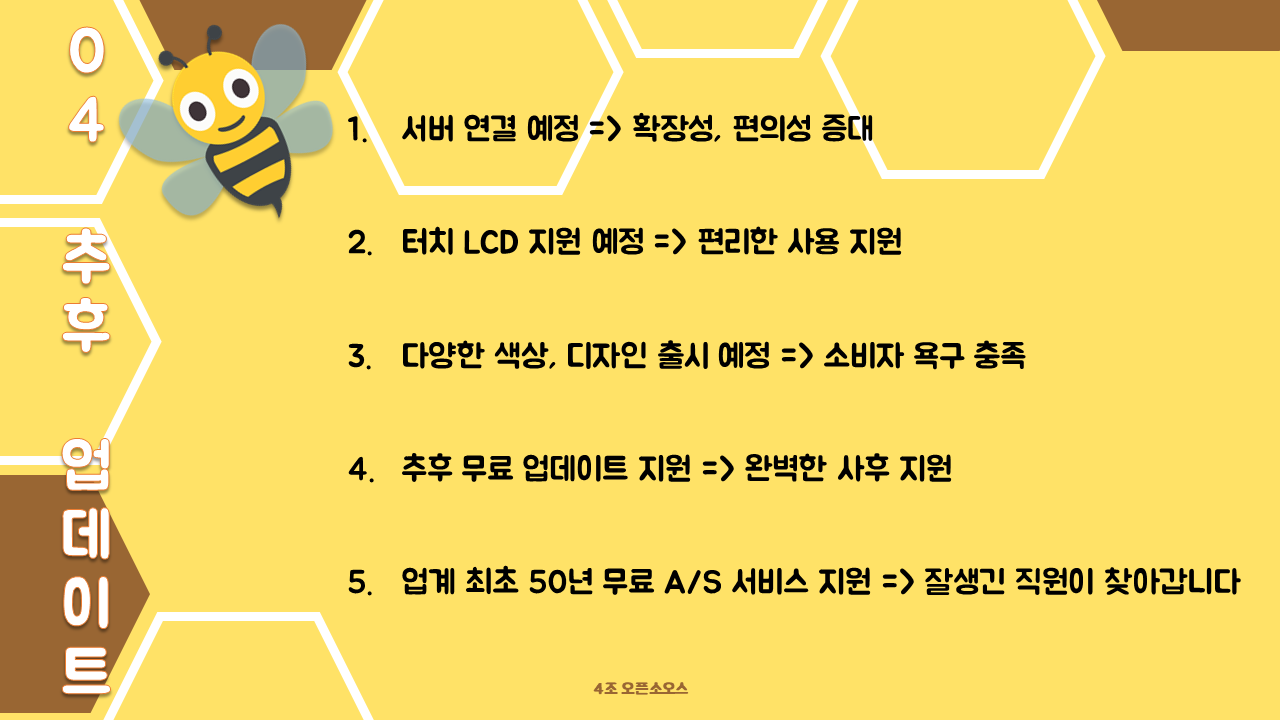 04 추후 업데이트
1. 서버 연결 예정 => 확장성, 편의성 증대
2. 터치 LCD 지원 예정 => 편리한 사용 지원
3. 다양한 색상, 디자인 출시 예정 => 소비자 욕구 충족
4. 추후 무료 업데이트 지원 => 완벽한 사후 지원
5. 업계 최초 50년 무료 A/S 서비스 지원 => 잘생긴 직원이 찾아갑니다
4조 오픈소오스